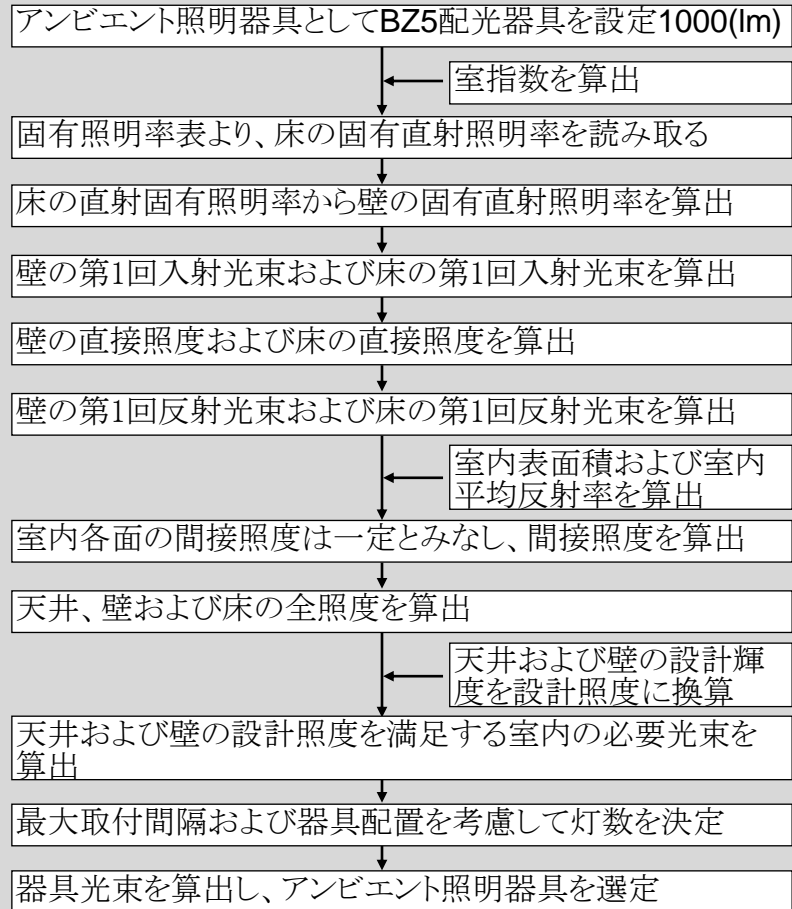 アンビエント照明器具としてBZ5配光器具を設定1000(lm)
室指数を算出
固有照明率表より、床の固有直射照明率を読み取る
床の直射固有照明率から壁の固有直射照明率を算出
壁の第1回入射光束および床の第1回入射光束を算出
壁の直接照度および床の直接照度を算出
壁の第1回反射光束および床の第1回反射光束を算出
室内表面積および室内
平均反射率を算出
室内各面の間接照度は一定とみなし、間接照度を算出
天井、壁および床の全照度を算出
天井および壁の設計輝
度を設計照度に換算
天井および壁の設計照度を満足する室内の必要光束を
算出
最大取付間隔および器具配置を考慮して灯数を決定
器具光束を算出し、アンビエント照明器具を選定